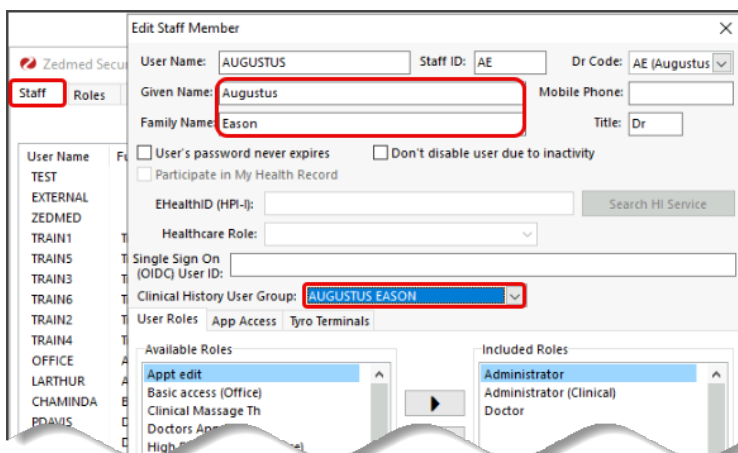 Edit Staff Member
Zedmed Secu
Staff Roles
User Name
TEST
EXTERNAL
ZEDMED
TRAIN1
TRAIN5
TRAIN3
TRAIN6
TRAIN2
TRAIN4
OFFICE
LARTHUR
CHAMINDA
PDAVIS
User Name: AUGUSTUS Staff ID: AE Dr Code: AE (Augustus
Given Name: Augustus Mobile Phone:
Family Name: Eason Title: Dr
User's password never expires Don't disable user due to inactivity
Participate in My Health Record
EHealthID (HPI-I): Search HI Service
Healthcare Role:
Single Sign On
(OIDC) User ID:
Clinical History User Group: AUGUSTUS EASON
User Roles App Access Tyro Terminals
Available Roles Included Roles
Appt edit Administrator
Basic access (Office) Administrator (Clinical)
Clinical Massage Th Doctor
Doctors